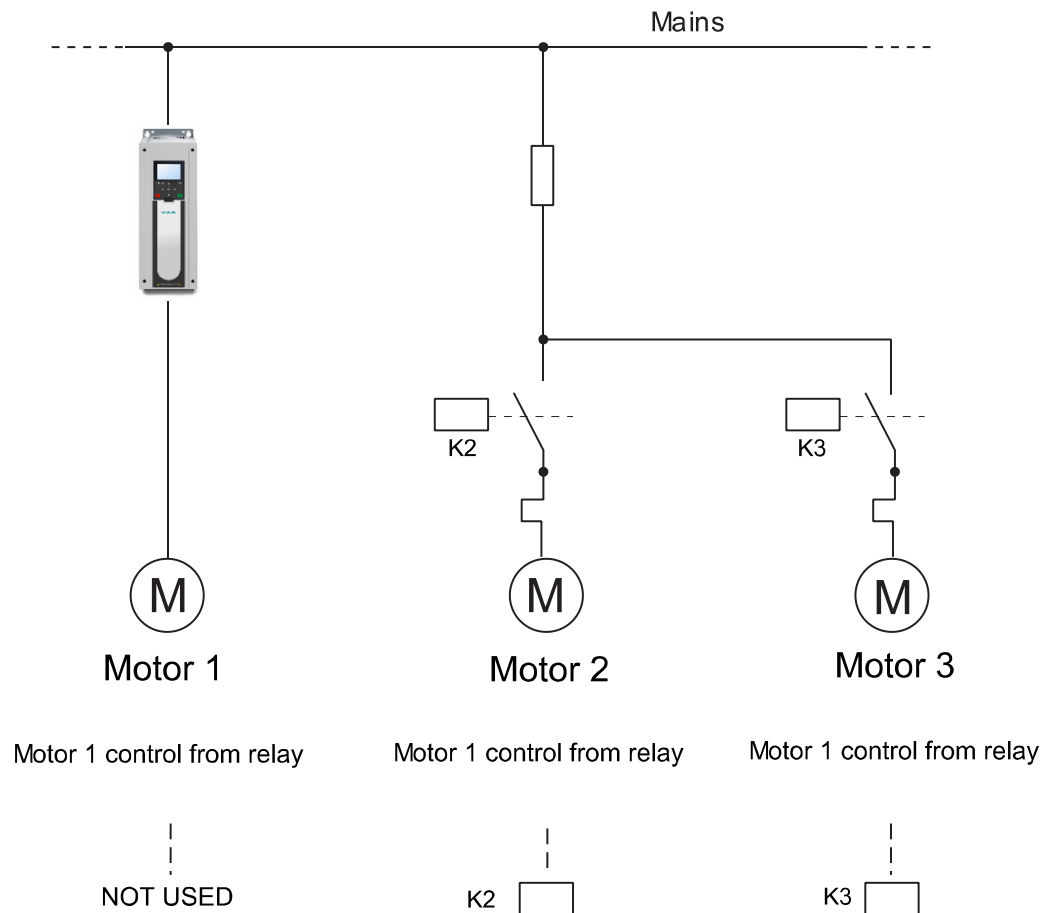 Mains
K2
K3
M
M
M
Motor 1
Motor 2
Motor 3
Motor 1 control from relay
Motor 1 control from relay
Motor 1 control from relay
NOT USED
K2
K3